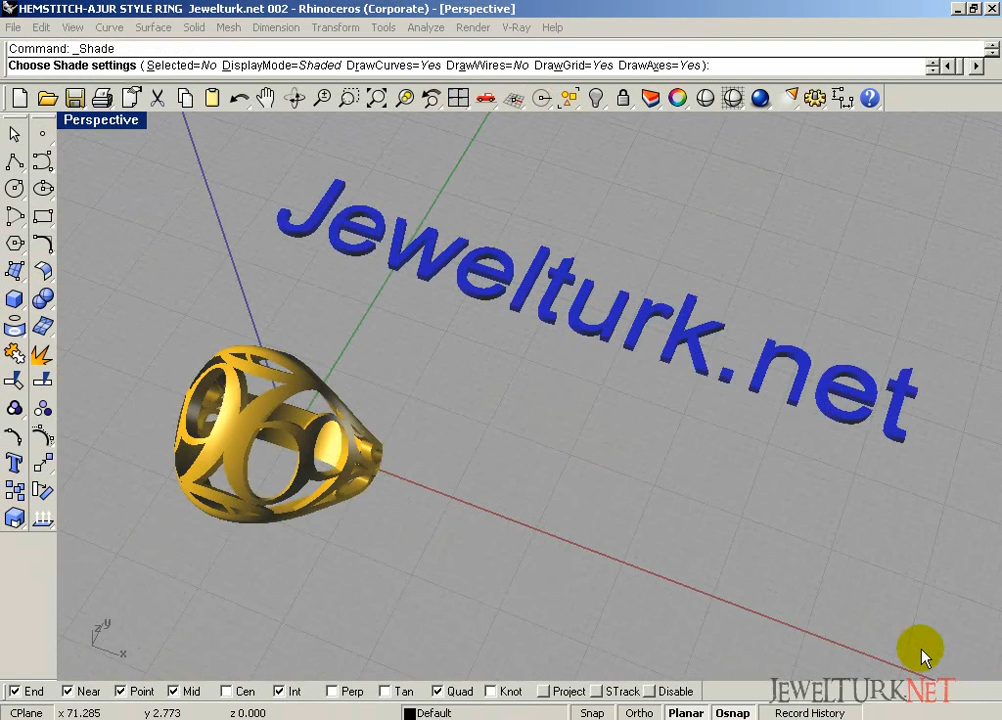 HEMSTITCH-AJUR STYLE RING Jewelturk.net 002 - Rhinoceros (Corporate) - [Perspective]
File Edit View Curve Surface Solid Mesh Dimension Transform Tools Analyze Render V-Ray Help
Command: _Shade
Choose Shade settings ( Selected=No DisplayMode=Shaded DrawCurves=Yes DrawWires=No DrawGrid=Yes DrawAxes=Yes):
Perspective
Jewelturk.net
z y
x
End Near Point Mid Cen Int Perp Tan Quad Knot Project STrack Disable
JEWELTURK.NET
CPlane x 71.285 y 2.773 z 0.000 Default Snap Ortho Planar Osnap Record History